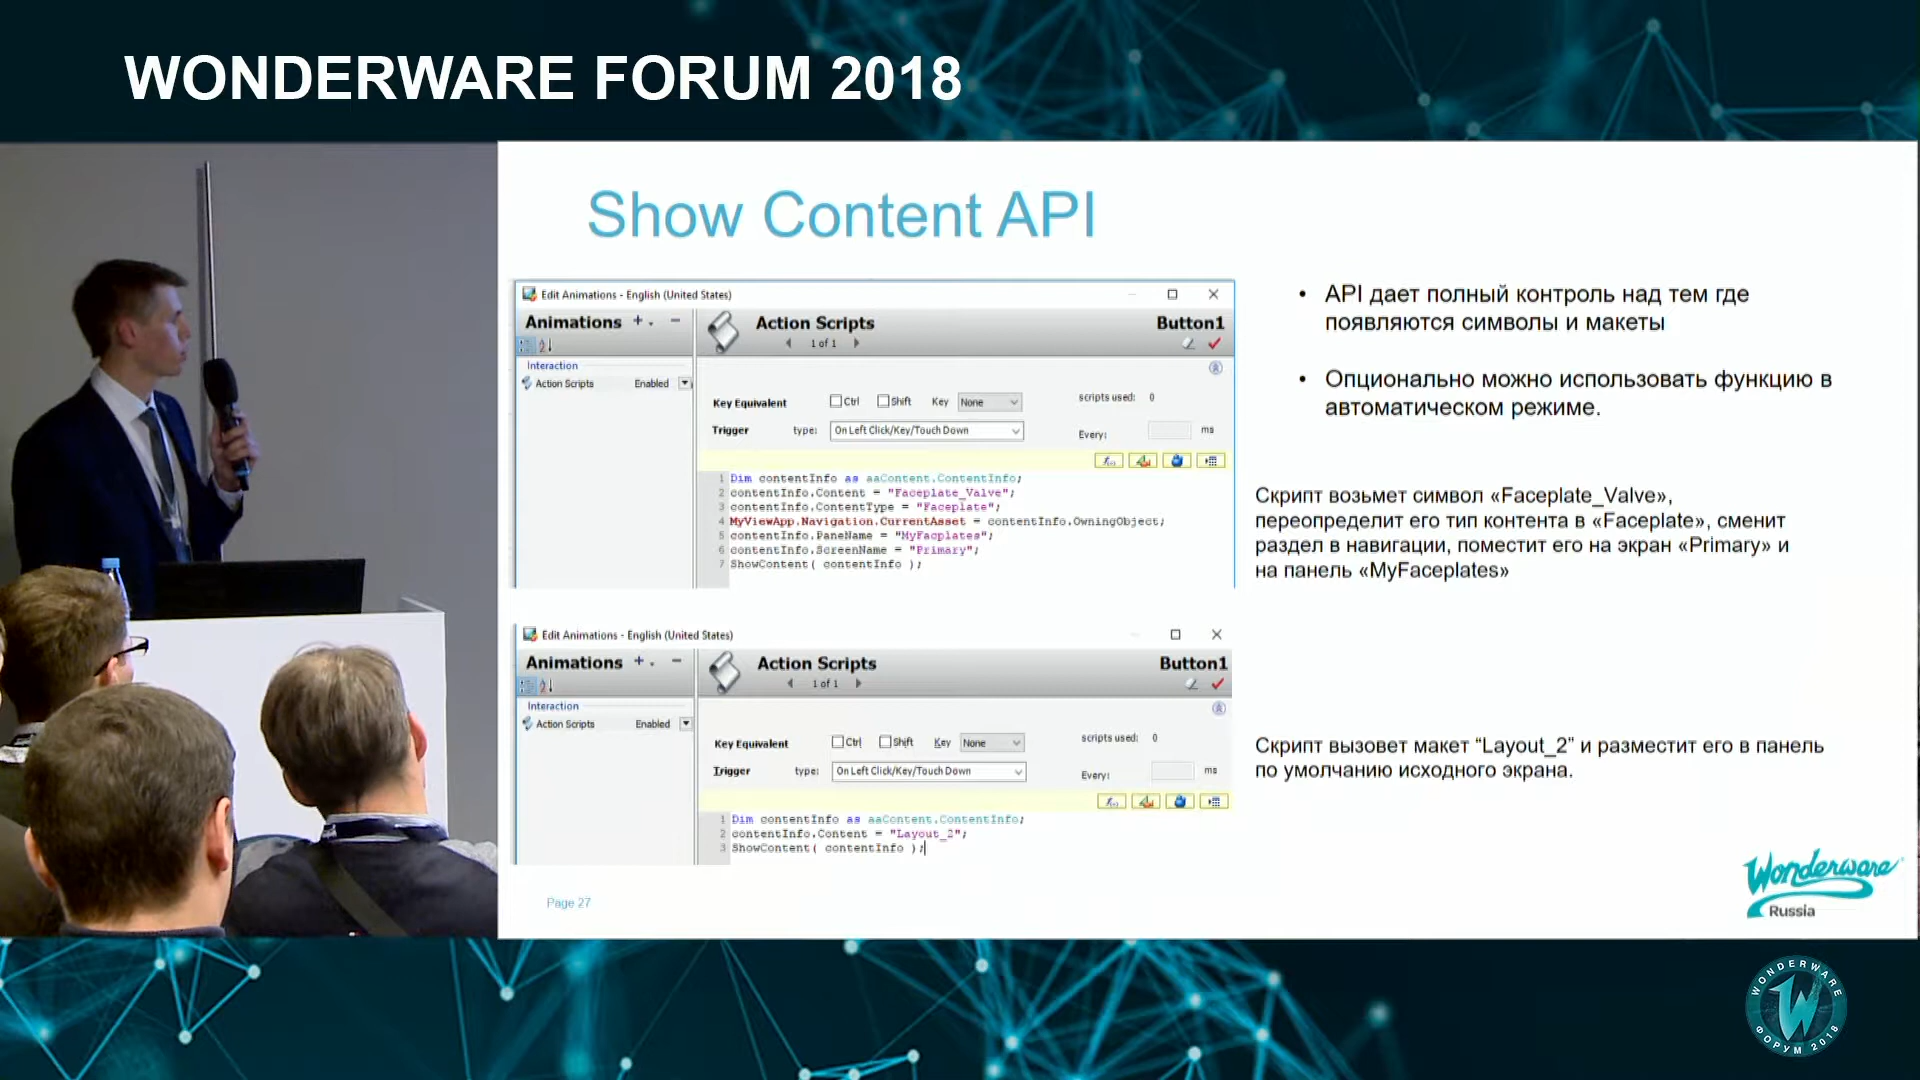 WONDERWARE FORUM 2018
Show Content API
Edit Animations - English (United States)
Animations
Action Scripts
Button1
1 of 1
Interaction
Action Scripts Enabled
Key Equivalent Ctrl Shift Key None
scripts used: 0
Trigger type: On Left Click/Key/Touch Down
Every: ms
1 Dim contentInfo as aaContent.ContentInfo;
2 contentInfo.Content = "Faceplate_Valve";
3 contentInfo.ContentType = "Faceplate";
4 MyViewApp.Navigation.CurrentAsset = contentInfo.OwningObject;
5 contentInfo.PaneName = "MyFacplates";
6 contentInfo.ScreenName = "Primary";
7 ShowContent( contentInfo );
• API дает полный контроль над тем где
появляются символы и макеты
• Опционально можно использовать функцию в
автоматическом режиме.
Скрипт возьмет символ «Faceplate_Valve»,
переопределит его тип контента в «Faceplate», сменит
раздел в навигации, поместит его на экран «Primary» и
на панель «MyFaceplates»
Edit Animations - English (United States)
Animations
Action Scripts
Button1
1 of 1
Interaction
Action Scripts Enabled
Key Equivalent Ctrl Shift Key None
scripts used: 0
Trigger type: On Left Click/Key/Touch Down
Every: ms
1 Dim contentInfo as aaContent.ContentInfo;
2 contentInfo.Content = "Layout_2";
3 ShowContent( contentInfo );
Скрипт вызовет макет “Layout_2” и разместит его в панель
по умолчанию исходного экрана.
Page 27
Wonderware
Russia
WONDERWARE
W
ФОРУМ 2018